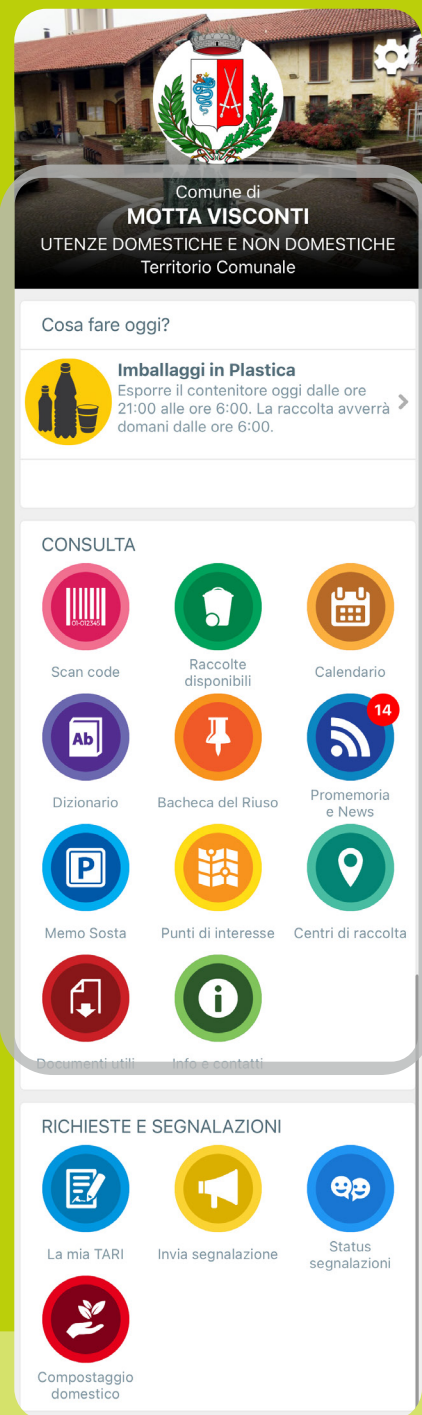 Comune di
MOTTA VISCONTI
UTENZE DOMESTICHE E NON DOMESTICHE
Territorio Comunale
Cosa fare oggi?
Imballaggi in Plastica
Esporre il contenitore oggi dalle ore
21:00 alle ore 6:00. La raccolta avverrà
domani dalle ore 6:00.
CONSULTA
01-012345
Scan code
Raccolte
disponibili
Calendario
Ab
14
Dizionario
Bacheca del Riuso
Promemoria
e News
P
Memo Sosta
Punti di interesse
Centri di raccolta
Documenti utili
Info e contatti
RICHIESTE E SEGNALAZIONI
La mia TARI
Invia segnalazione
Status
segnalazioni
Compostaggio
domestico